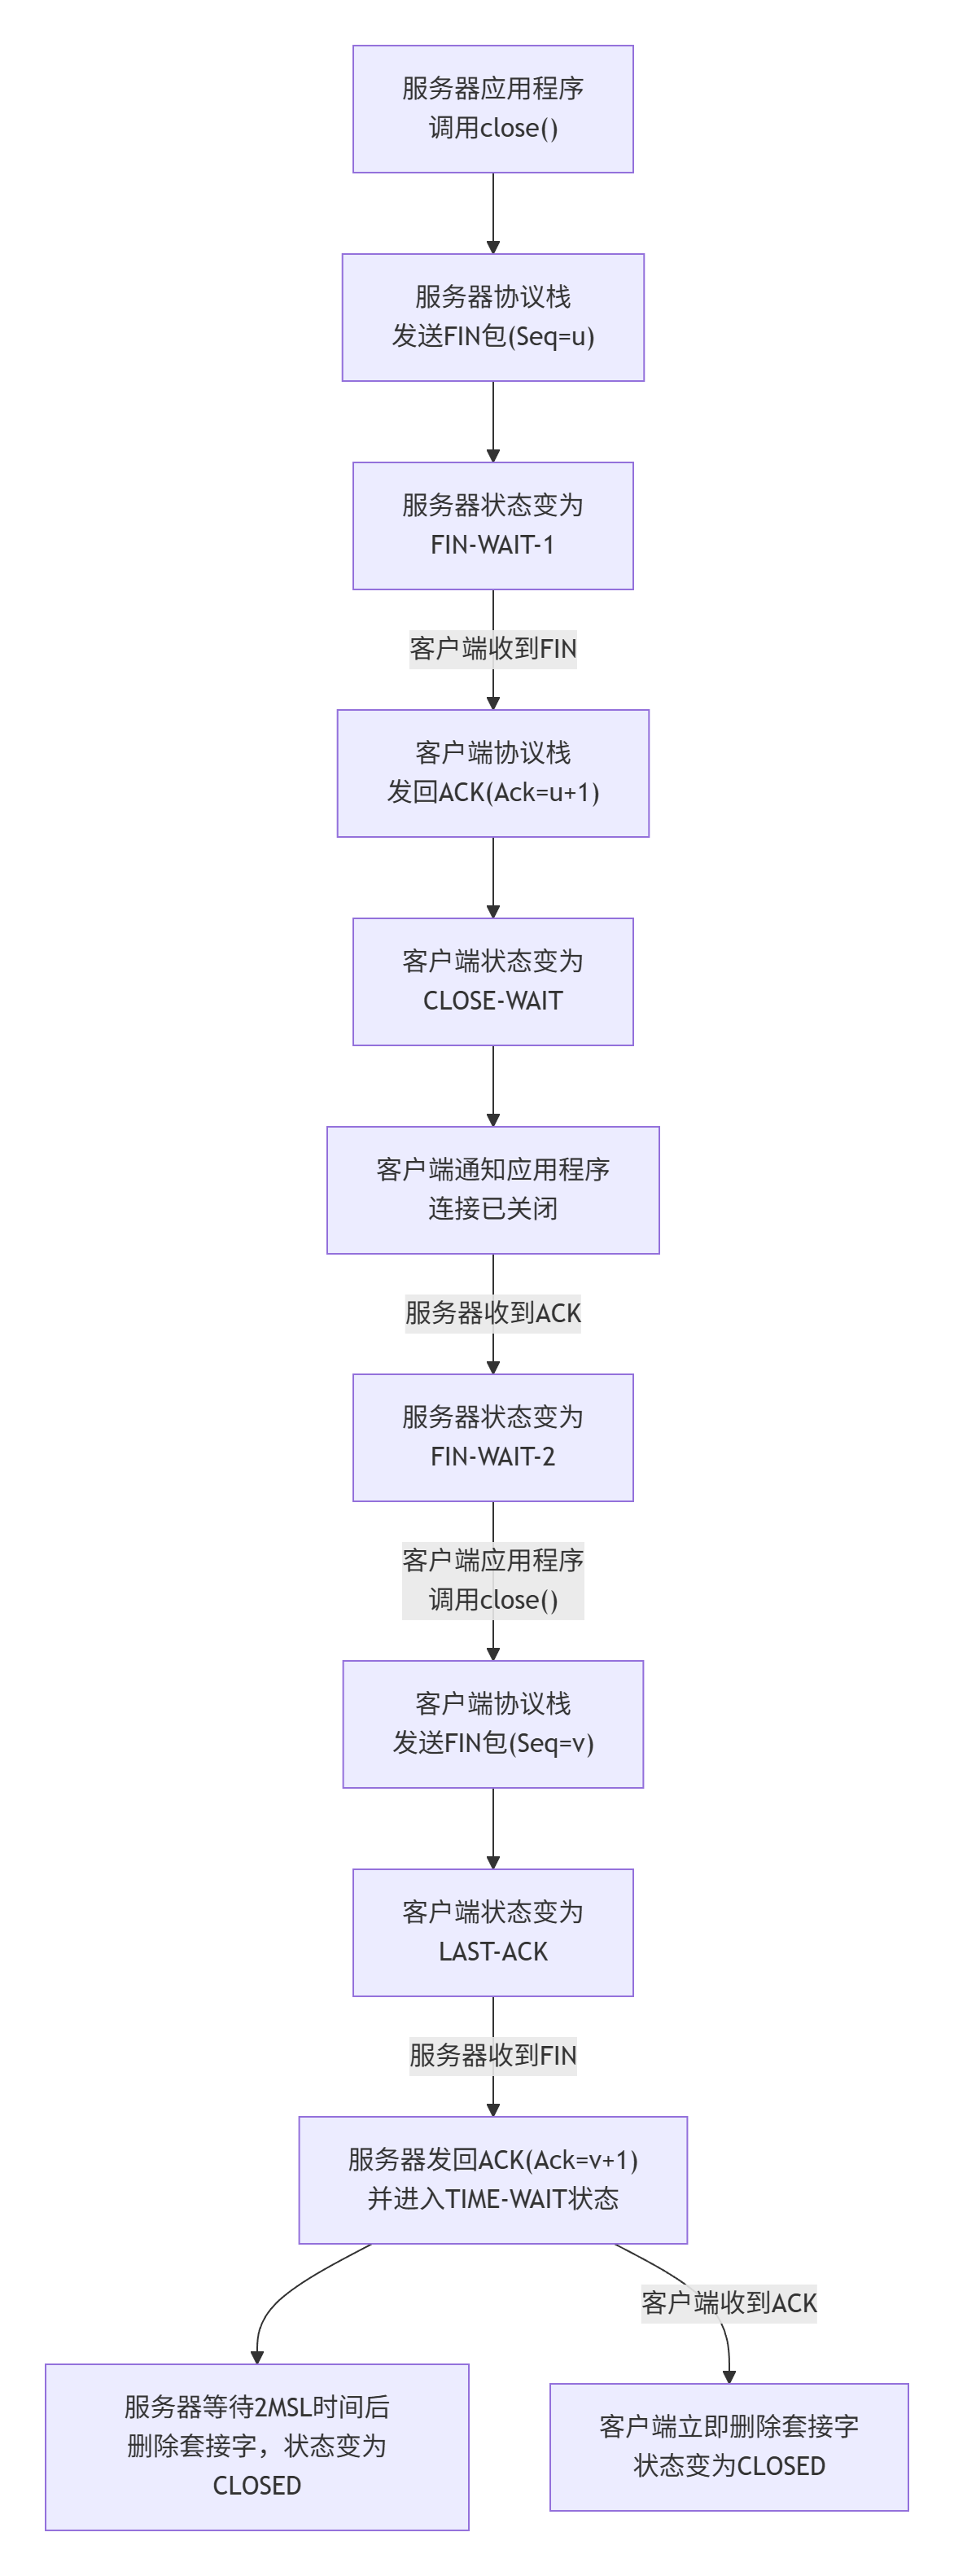 服务器应用程序
调用close()
服务器协议栈
发送FIN包(Seq=u)
服务器状态变为
FIN-WAIT-1
客户端收到FIN
客户端协议栈
发回ACK(Ack=u+1)
客户端状态变为
CLOSE-WAIT
客户端通知应用程序
连接已关闭
服务器收到ACK
服务器状态变为
FIN-WAIT-2
客户端应用程序
调用close()
客户端协议栈
发送FIN包(Seq=v)
客户端状态变为
LAST-ACK
服务器收到FIN
服务器发回ACK(Ack=v+1)
并进入TIME-WAIT状态
客户端收到ACK
服务器等待2MSL时间后
删除套接字，状态变为
CLOSED
客户端立即删除套接字
状态变为CLOSED